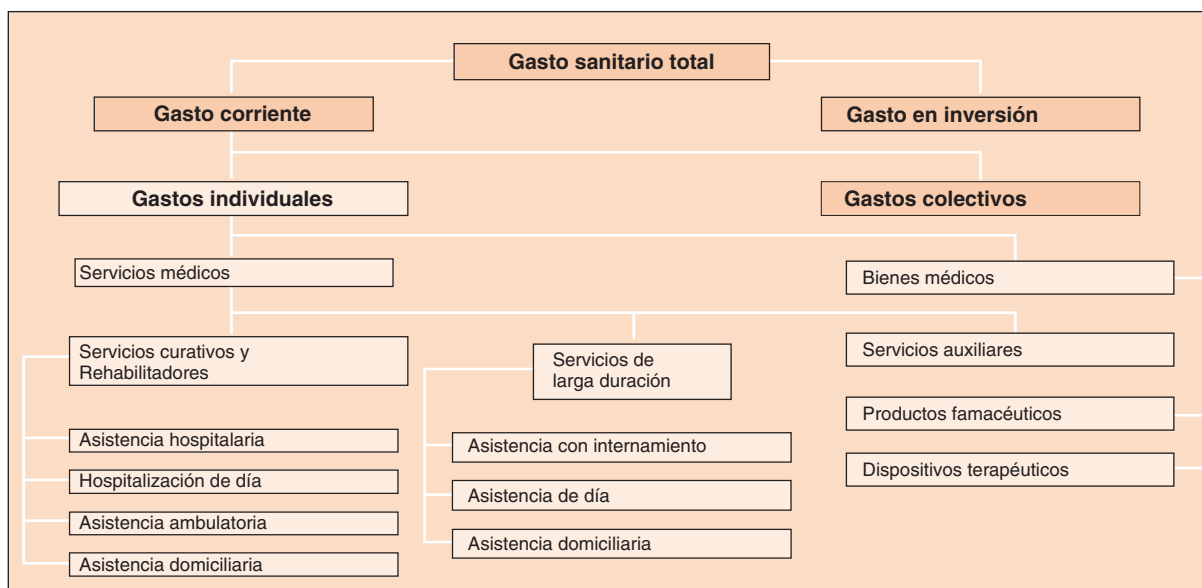 Gasto sanitario total
Gasto corriente
Gasto en inversión
Gastos individuales
Gastos colectivos
Servicios médicos
Bienes médicos
Servicios curativos y
Rehabilitadores
Servicios de
larga duración
Servicios auxiliares
Asistencia hospitalaria
Hospitalización de día
Asistencia ambulatoria
Asistencia domiciliaria
Asistencia con internamiento
Asistencia de día
Asistencia domiciliaria
Productos famacéuticos
Dispositivos terapéuticos